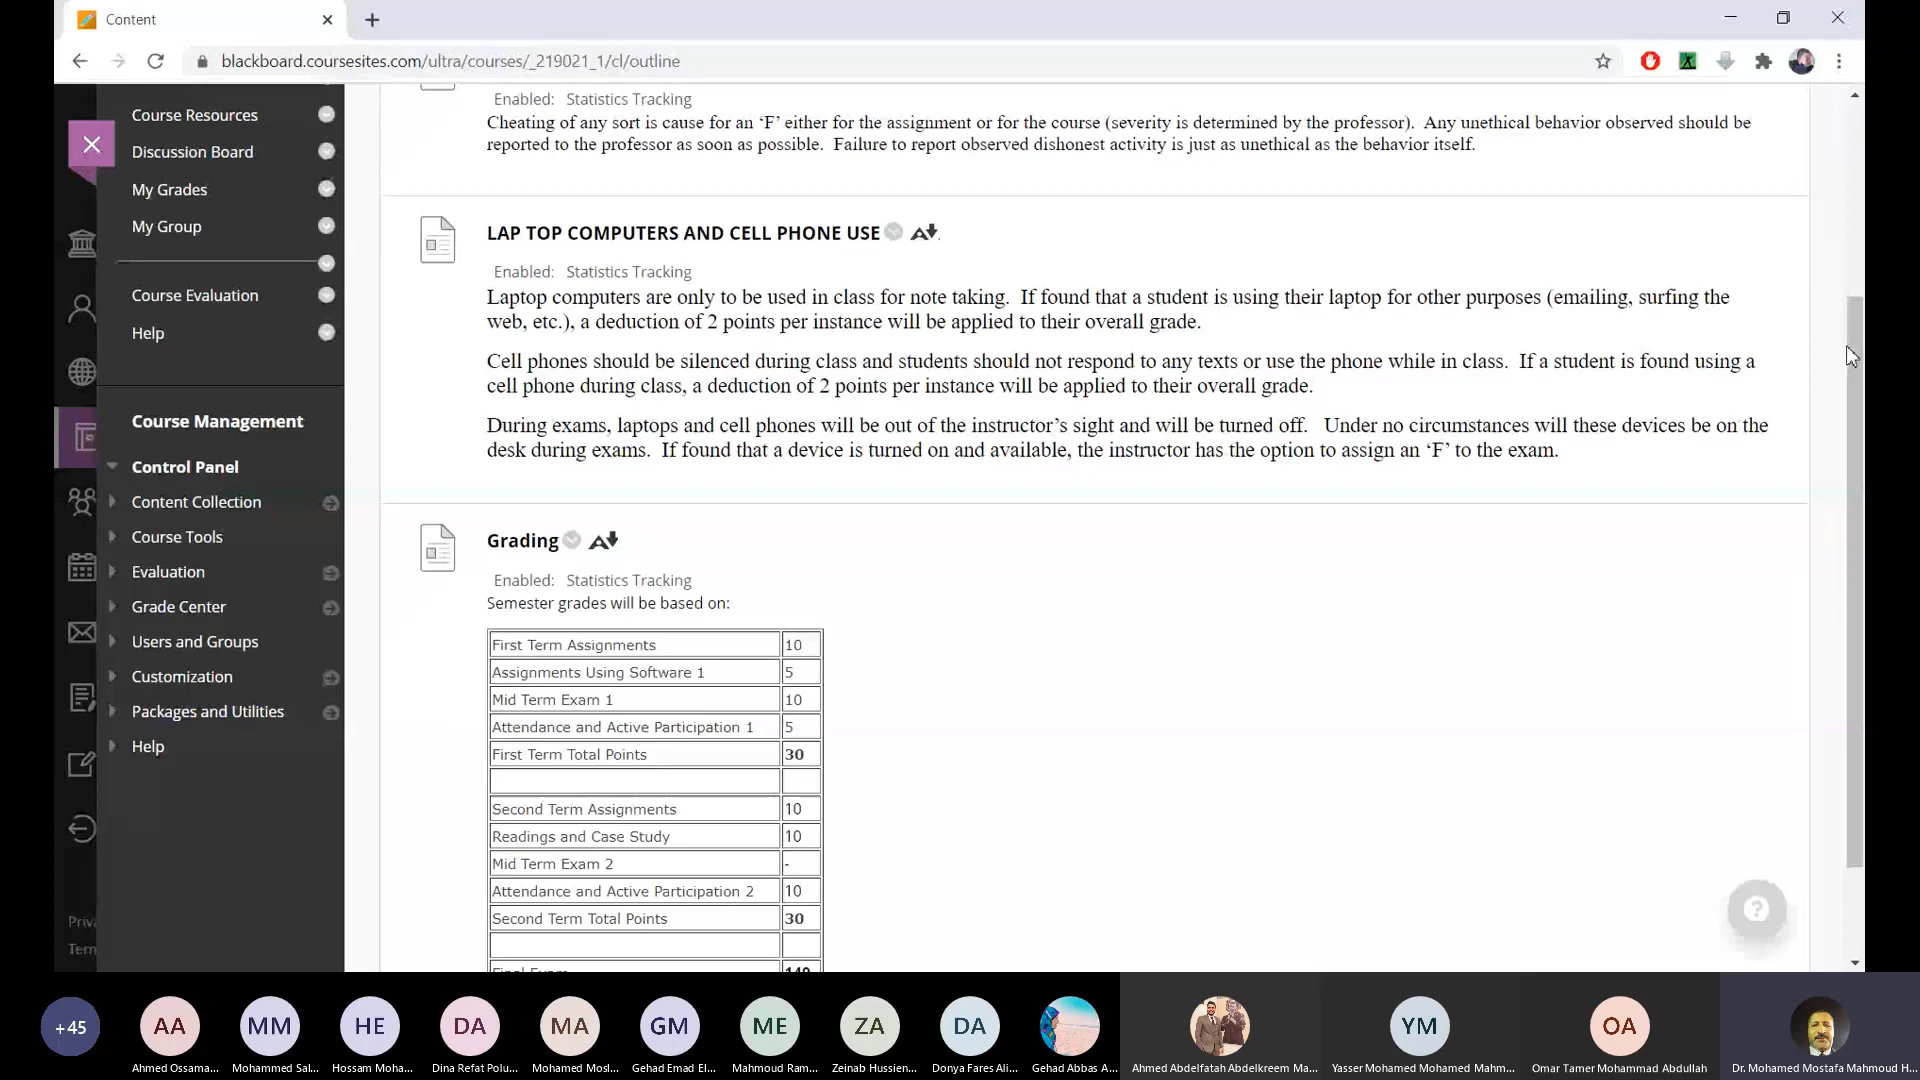 Content
blackboard.coursesites.com/ultra/courses/_219021_1/cl/outline
Course Resources
Discussion Board
My Grades
My Group
Course Evaluation
Help
Course Management
Control Panel
Content Collection
Course Tools
Evaluation
Grade Center
Users and Groups
Customization
Packages and Utilities
Help
Priva
Term
Enabled: Statistics Tracking
Cheating of any sort is cause for an ‘F’ either for the assignment or for the course (severity is determined by the professor). Any unethical behavior observed should be
reported to the professor as soon as possible. Failure to report observed dishonest activity is just as unethical as the behavior itself.
LAP TOP COMPUTERS AND CELL PHONE USE
Enabled: Statistics Tracking
Laptop computers are only to be used in class for note taking. If found that a student is using their laptop for other purposes (emailing, surfing the
web, etc.), a deduction of 2 points per instance will be applied to their overall grade.
Cell phones should be silenced during class and students should not respond to any texts or use the phone while in class. If a student is found using a
cell phone during class, a deduction of 2 points per instance will be applied to their overall grade.
During exams, laptops and cell phones will be out of the instructor’s sight and will be turned off. Under no circumstances will these devices be on the
desk during exams. If found that a device is turned on and available, the instructor has the option to assign an ‘F’ to the exam.
Grading
Enabled: Statistics Tracking
Semester grades will be based on:
First Term Assignments 10
Assignments Using Software 1 5
Mid Term Exam 1 10
Attendance and Active Participation 1 5
First Term Total Points 30
Second Term Assignments 10
Readings and Case Study 10
Mid Term Exam 2 -
Attendance and Active Participation 2 10
Second Term Total Points 30
Final Exam 140
+45
AA
MM
HE
DA
MA
GM
ME
ZA
DA
YM
OA
Ahmed Ossama...
Mohammed Sal...
Hossam Moha...
Dina Refat Polu...
Mohamed Mosl...
Gehad Emad El...
Mahmoud Ram...
Zeinab Hussien...
Donya Fares Ali...
Gehad Abbas A...
Ahmed Abdelfatah Abdelkreem Ma...
Yasser Mohamed Mohamed Mahm...
Omar Tamer Mohammad Abdullah
Dr. Mohamed Mostafa Mahmoud H...